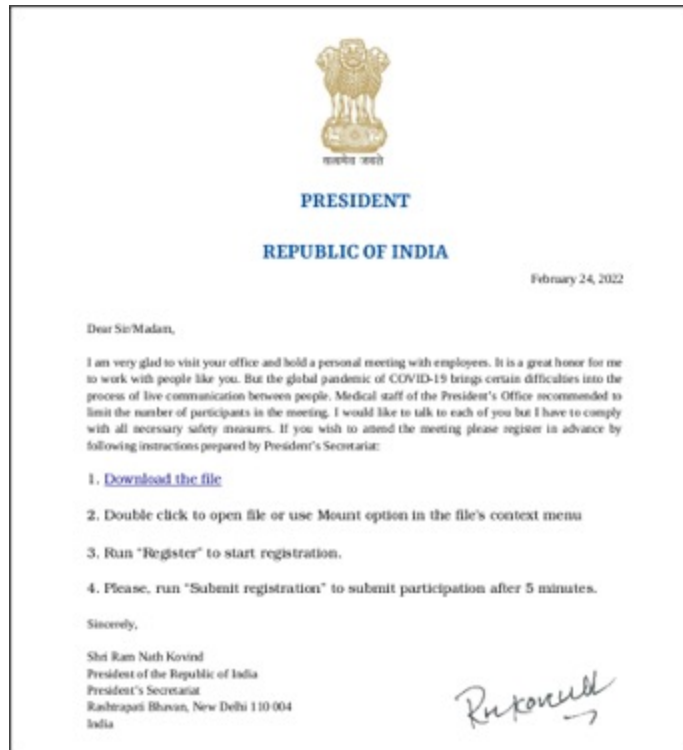 सत्यमेव जयते
PRESIDENT
REPUBLIC OF INDIA
February 24, 2022
Dear Sir/Madam,
I am very glad to visit your office and hold a personal meeting with employees. It is a great honor for me
to work with people like you. But the global pandemic of COVID-19 brings certain difficulties into the
process of live communication between people. Medical staff of the President's Office recommended to
limit the number of participants in the meeting. I would like to talk to each of you but I have to comply
with all necessary safety measures. If you wish to attend the meeting please register in advance by
following instructions prepared by President's Secretariat:
1. Download the file
2. Double click to open file or use Mount option in the file's context menu
3. Run "Register" to start registration.
4. Please, run "Submit registration" to submit participation after 5 minutes.
Sincerely,
Shri Ram Nath Kovind
President of the Republic of India
President's Secretariat
Rashtrapati Bhavan, New Delhi 110 004
India